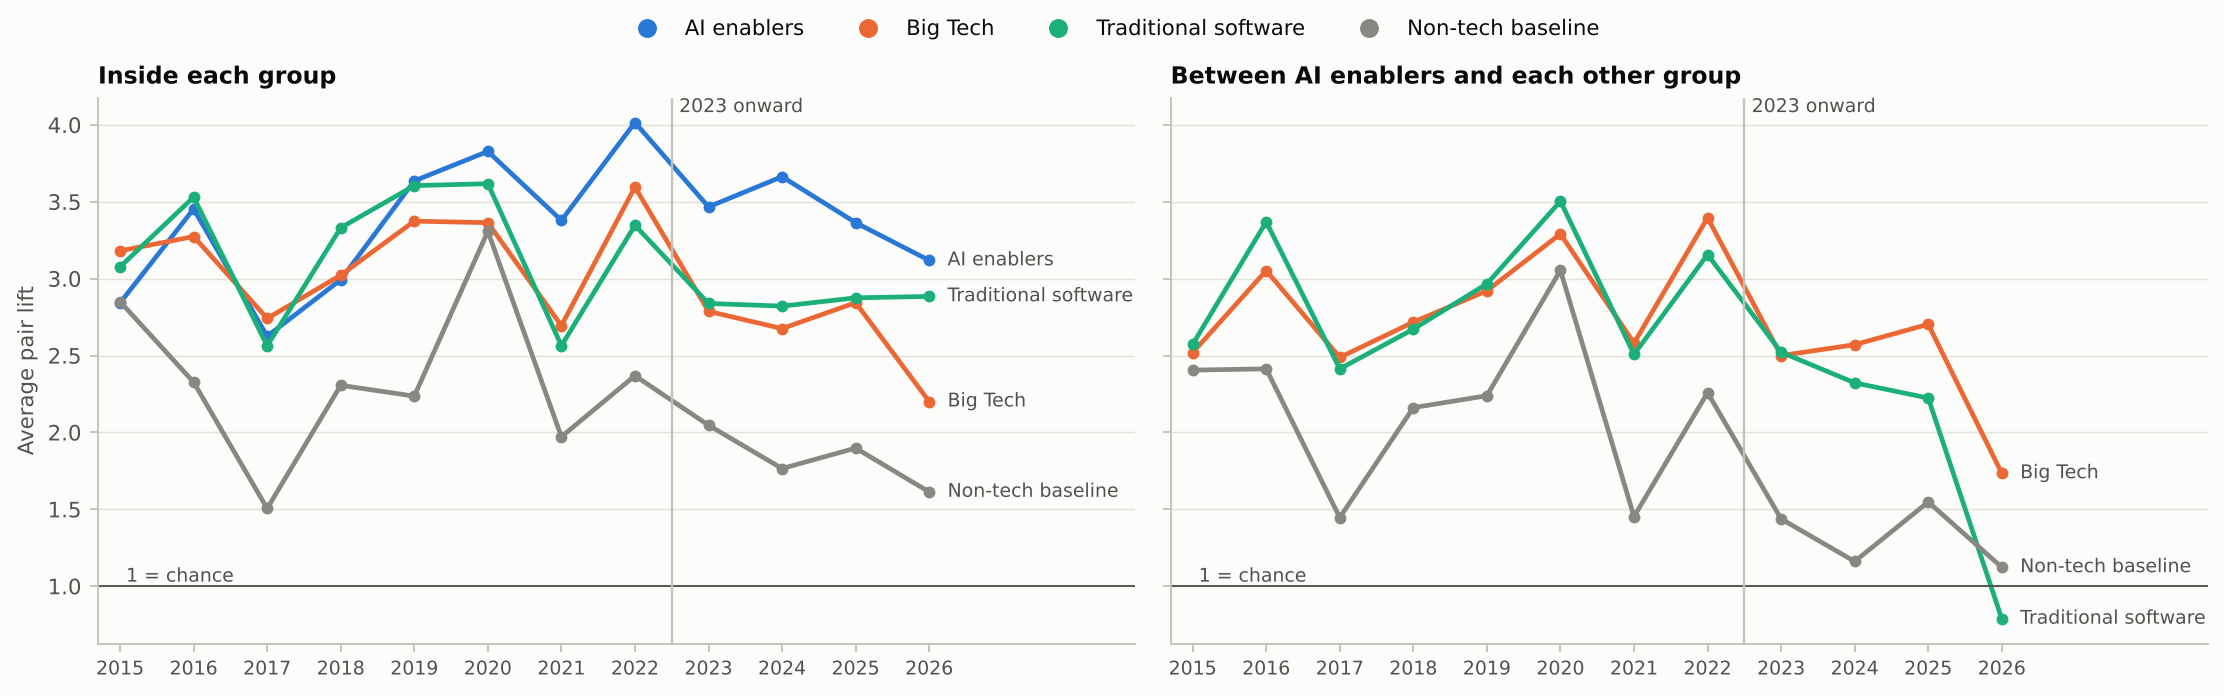 AI enablers Big Tech Traditional software Non-tech baseline
Inside each group
2023 onward
Average pair lift
4.0
3.5
3.0
2.5
2.0
1.5
1.0
AI enablers
Traditional software
Big Tech
Non-tech baseline
1 = chance
2015 2016 2017 2018 2019 2020 2021 2022 2023 2024 2025 2026
Between AI enablers and each other group
2023 onward
Big Tech
Non-tech baseline
1 = chance
Traditional software
2015 2016 2017 2018 2019 2020 2021 2022 2023 2024 2025 2026